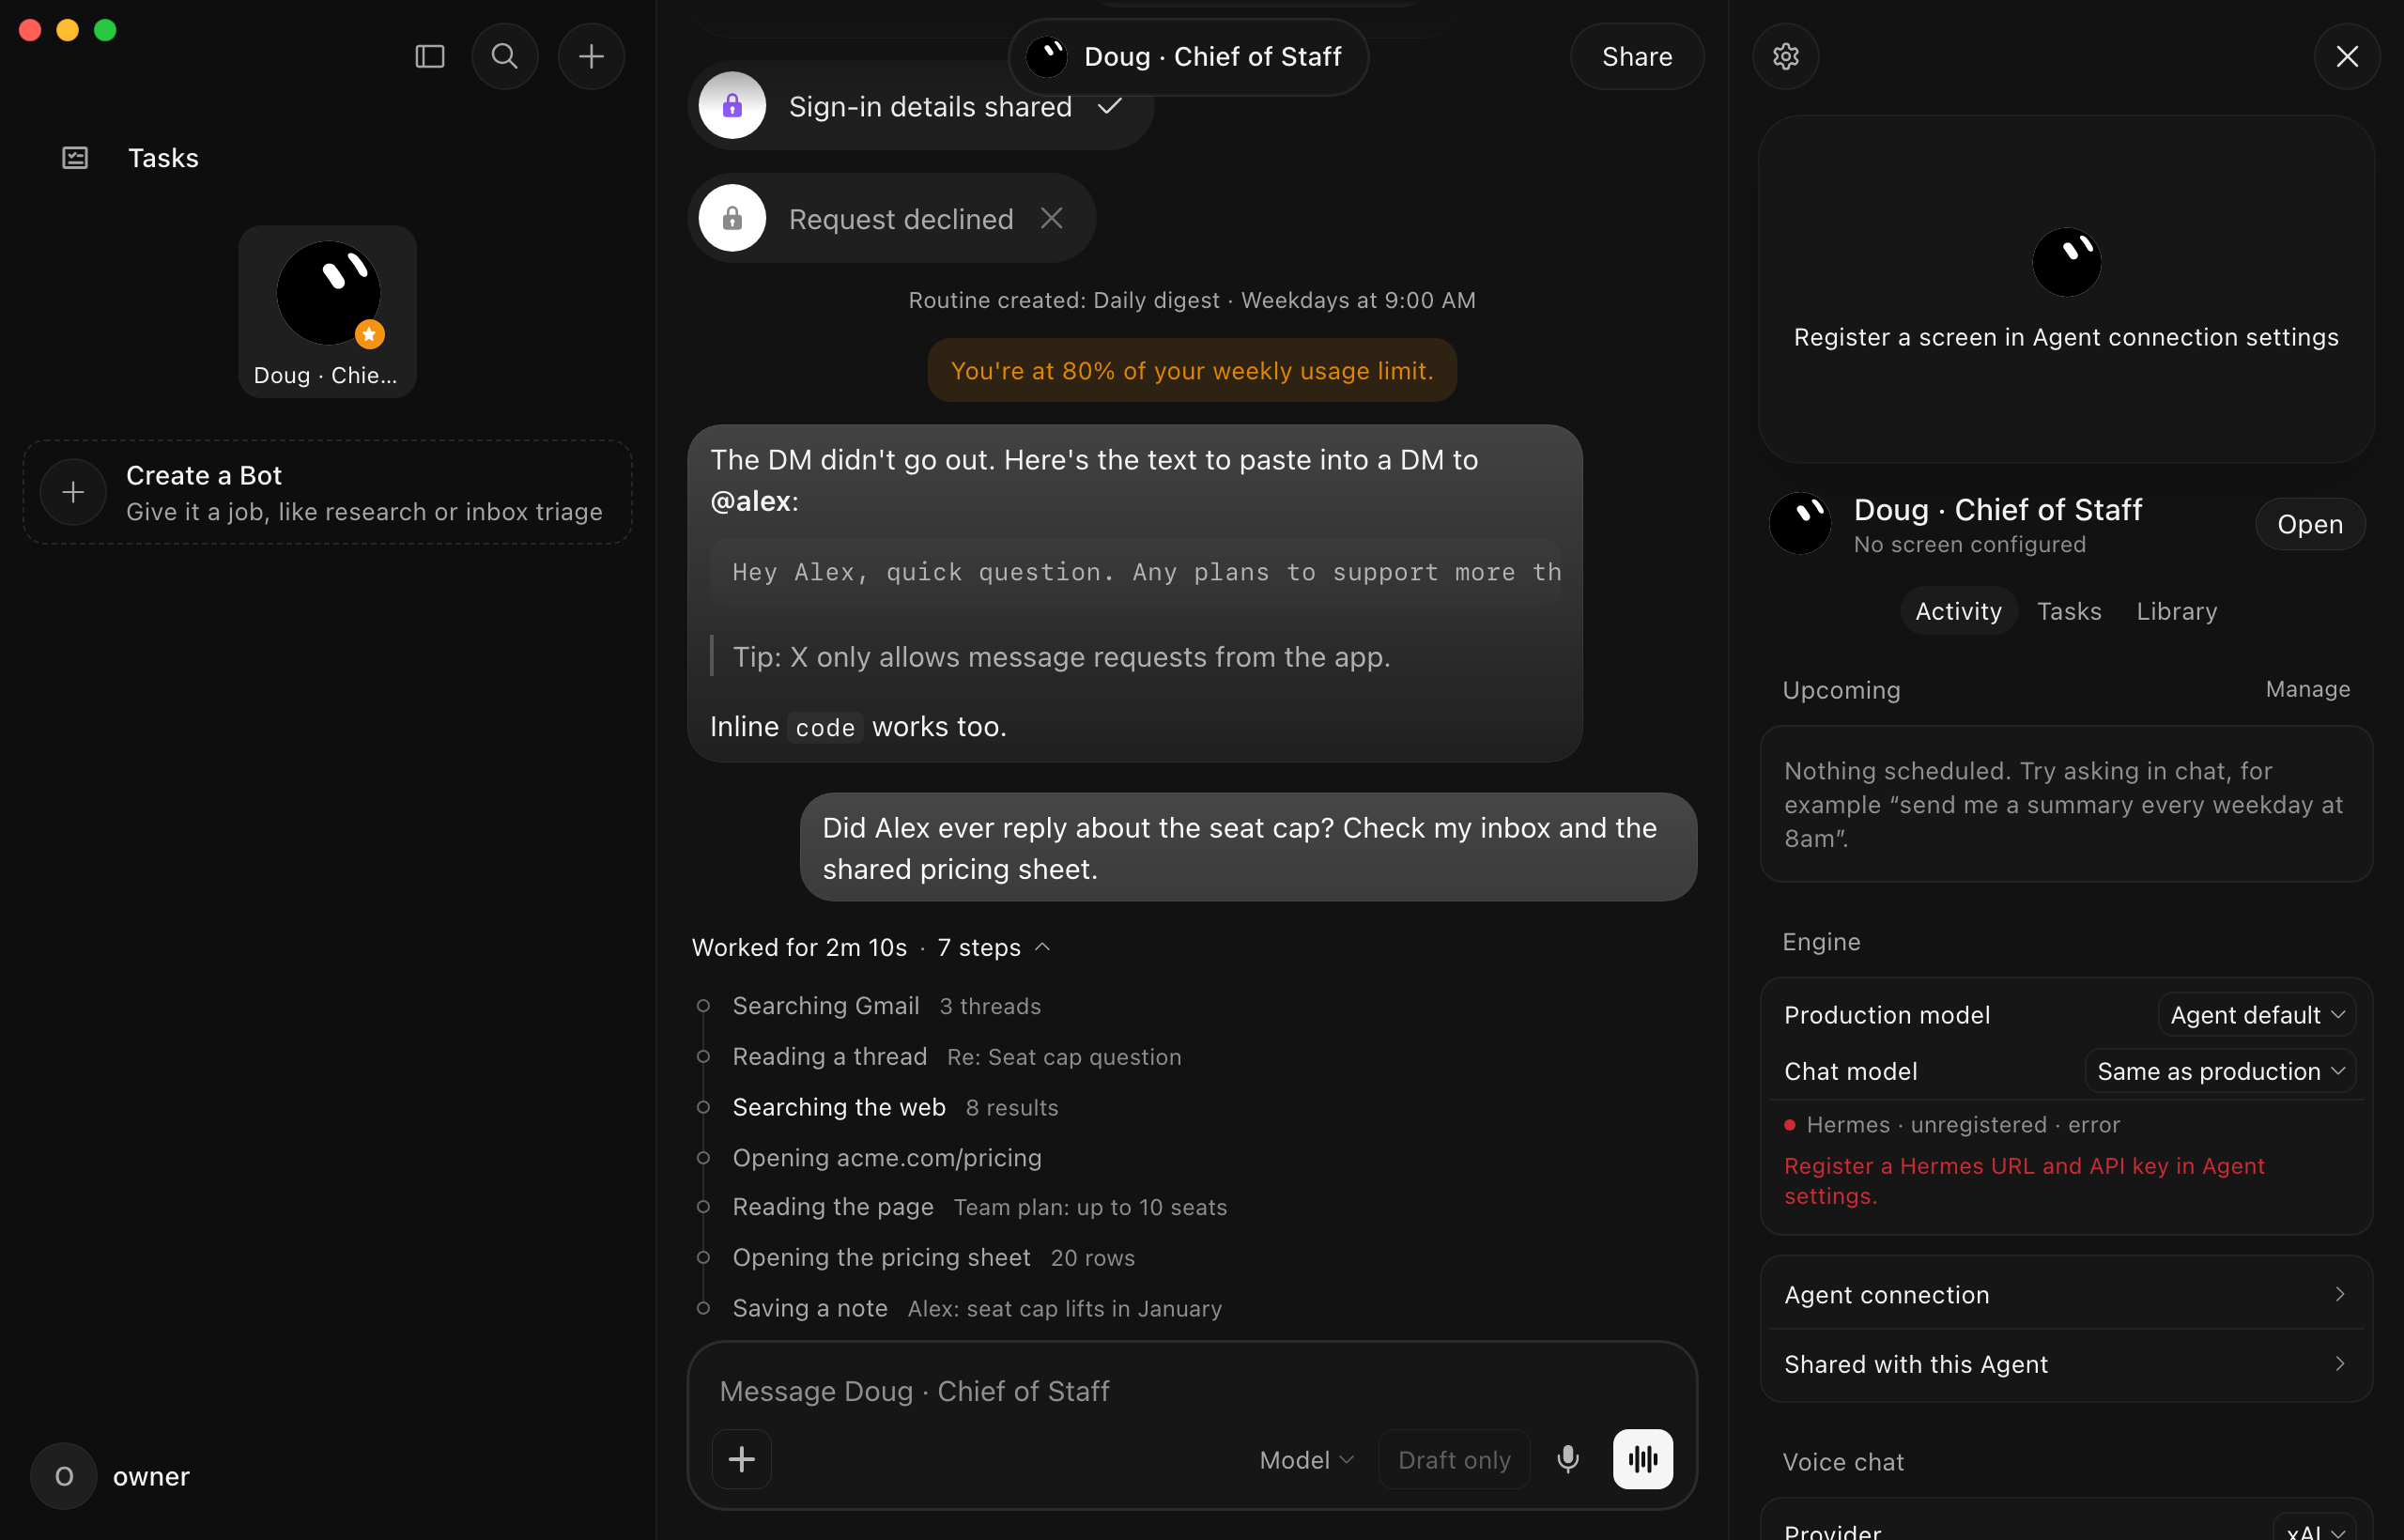 Tasks
Doug · Chie...
Create a Bot
Give it a job, like research or inbox triage
O
owner
Doug · Chief of Staff
Share
Sign-in details shared
Request declined
Routine created: Daily digest · Weekdays at 9:00 AM
You're at 80% of your weekly usage limit.
The DM didn't go out. Here's the text to paste into a DM to
@alex:
Hey Alex, quick question. Any plans to support more th
Tip: X only allows message requests from the app.
Inline code works too.
Did Alex ever reply about the seat cap? Check my inbox and the
shared pricing sheet.
Worked for 2m 10s · 7 steps
Searching Gmail 3 threads
Reading a thread Re: Seat cap question
Searching the web 8 results
Opening acme.com/pricing
Reading the page Team plan: up to 10 seats
Opening the pricing sheet 20 rows
Saving a note Alex: seat cap lifts in January
Message Doug · Chief of Staff
Model
Draft only
Register a screen in Agent connection settings
Doug · Chief of Staff
No screen configured
Open
Activity Tasks Library
Upcoming
Manage
Nothing scheduled. Try asking in chat, for
example “send me a summary every weekday at
8am”.
Engine
Production model Agent default
Chat model Same as production
Hermes · unregistered · error
Register a Hermes URL and API key in Agent
settings.
Agent connection
Shared with this Agent
Voice chat
Provider xAI